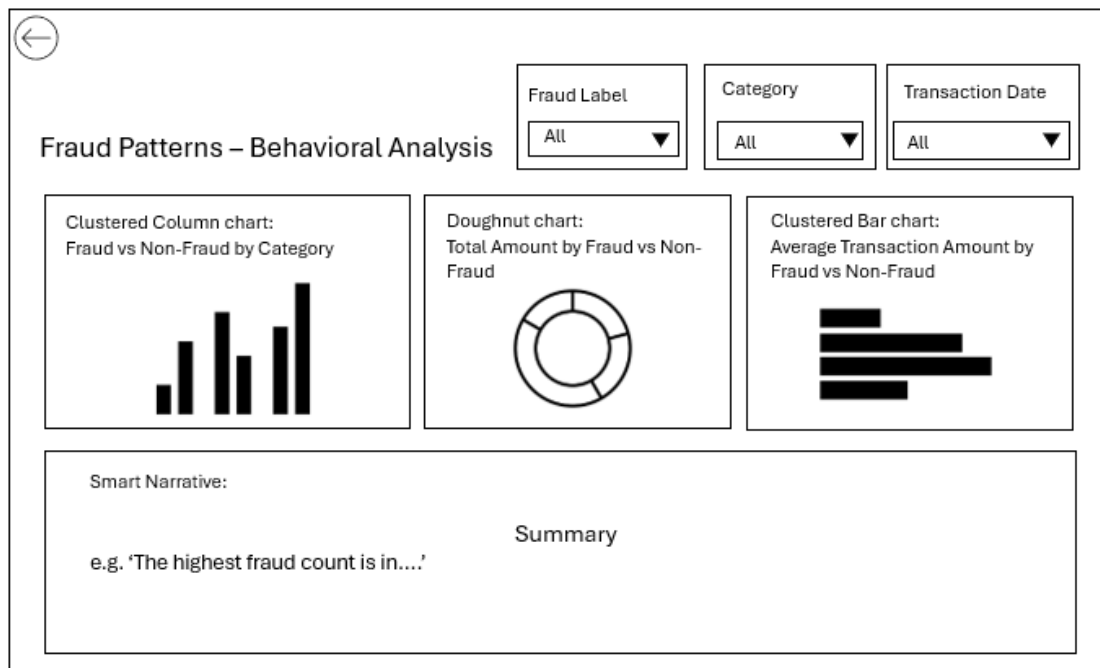 Fraud Label
All
Category
All
Transaction Date
All
Fraud Patterns – Behavioral Analysis
Clustered Column chart:
Fraud vs Non-Fraud by Category
Doughnut chart:
Total Amount by Fraud vs Non-
Fraud
Clustered Bar chart:
Average Transaction Amount by
Fraud vs Non-Fraud
Smart Narrative:
Summary
e.g. ‘The highest fraud count is in....’